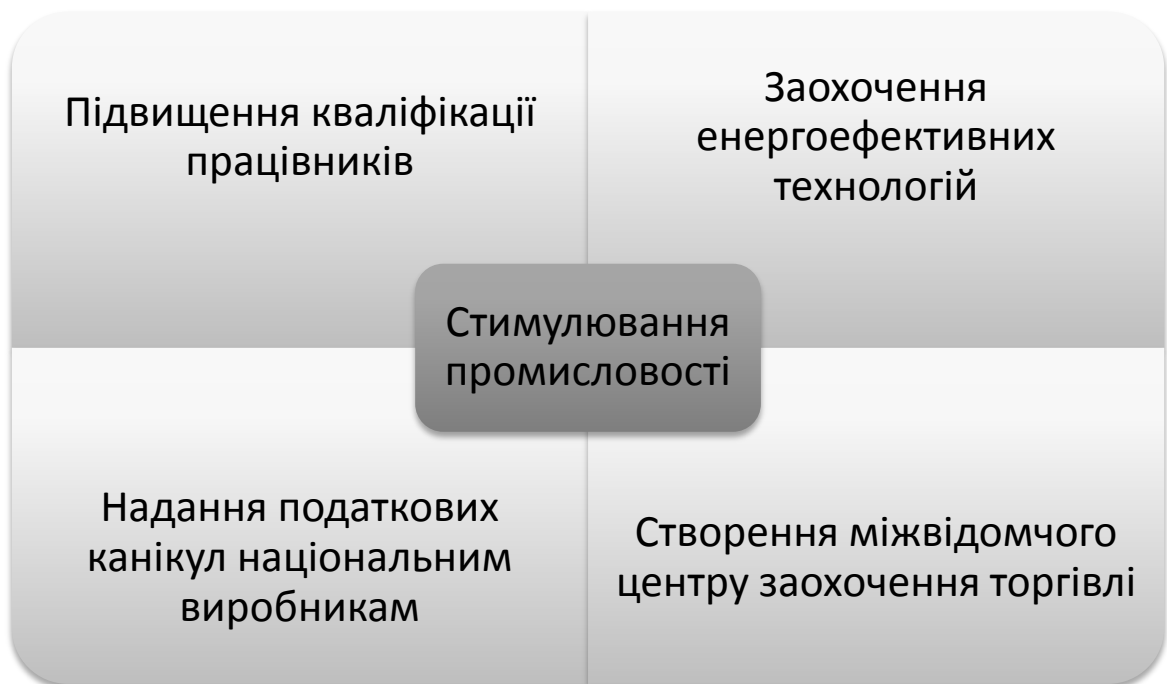 Підвищення кваліфікації
працівників
Заохочення
енергоефективних
технологій
Стимулювання
промисловості
Надання податкових
канікул національним
виробникам
Створення міжвідомчого
центру заохочення торгівлі